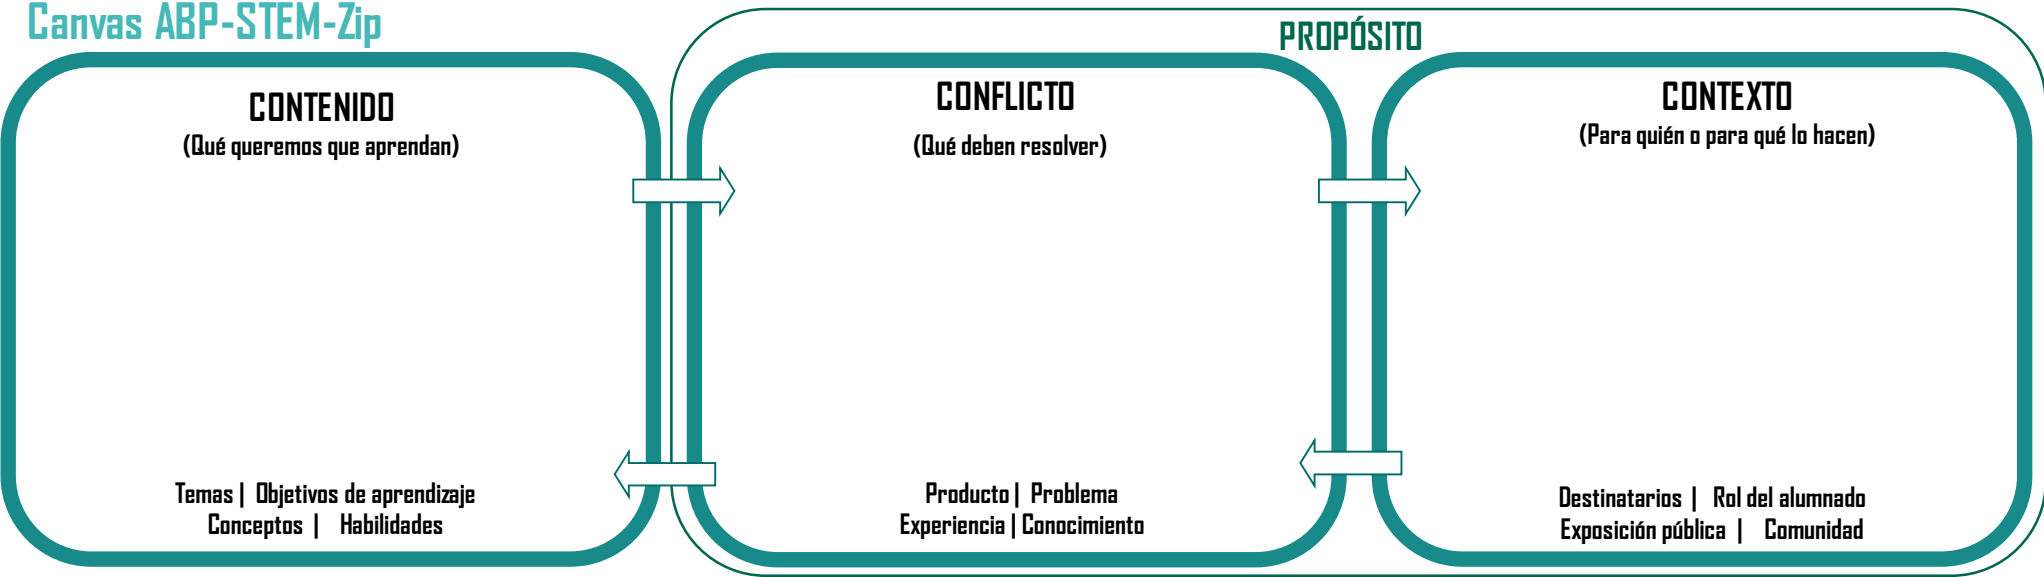 Canvas ABP-STEM-Zip
PROPÓSITO
CONTENIDO
(Qué queremos que aprendan)
Temas | Objetivos de aprendizaje
Conceptos | Habilidades
CONFLICTO
(Qué deben resolver)
Producto | Problema
Experiencia | Conocimiento
CONTEXTO
(Para quién o para qué lo hacen)
Destinatarios | Rol del alumnado
Exposición pública | Comunidad